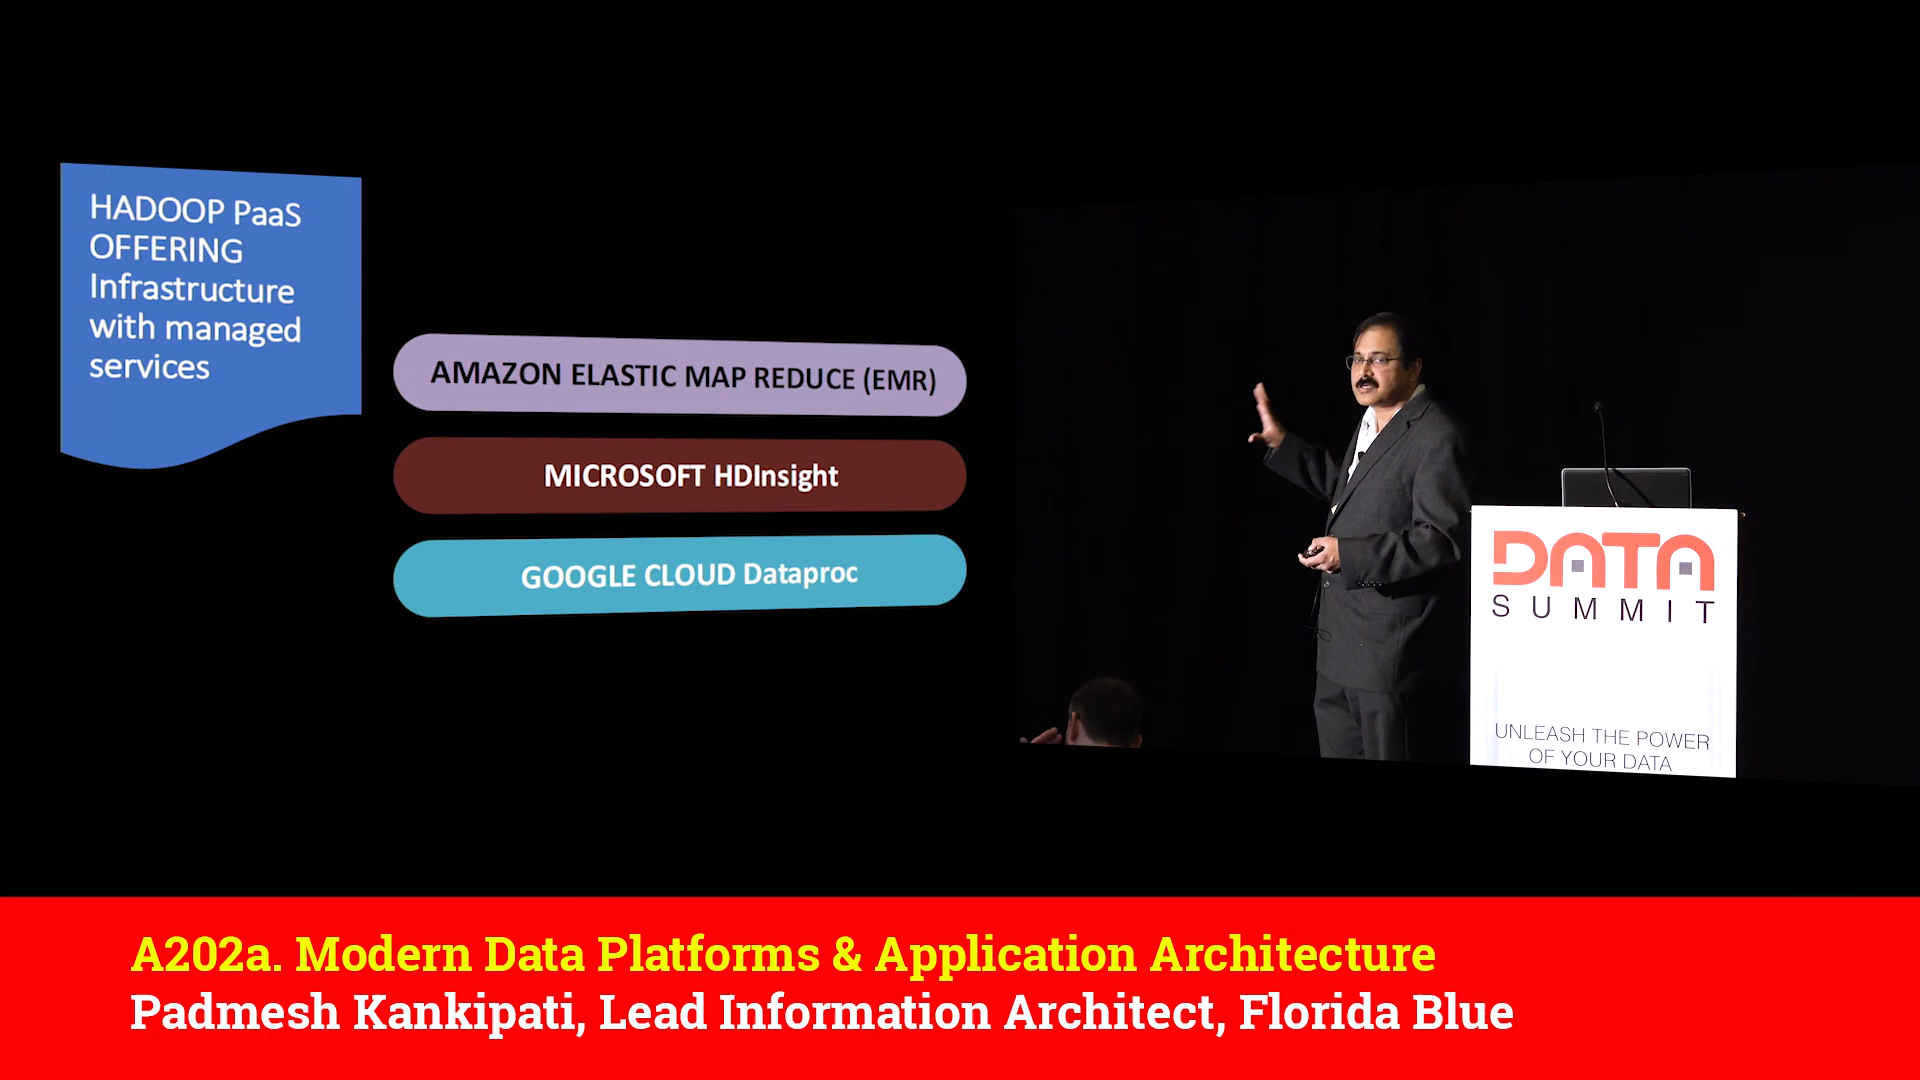 HADOOP PaaS
OFFERING
Infrastructure
with managed
services
AMAZON ELASTIC MAP REDUCE (EMR)
MICROSOFT HDInsight
GOOGLE CLOUD Dataproc
DATA
SUMMIT
UNLEASH THE POWER
OF YOUR DATA
A202a. Modern Data Platforms & Application Architecture
Padmesh Kankipati, Lead Information Architect, Florida Blue